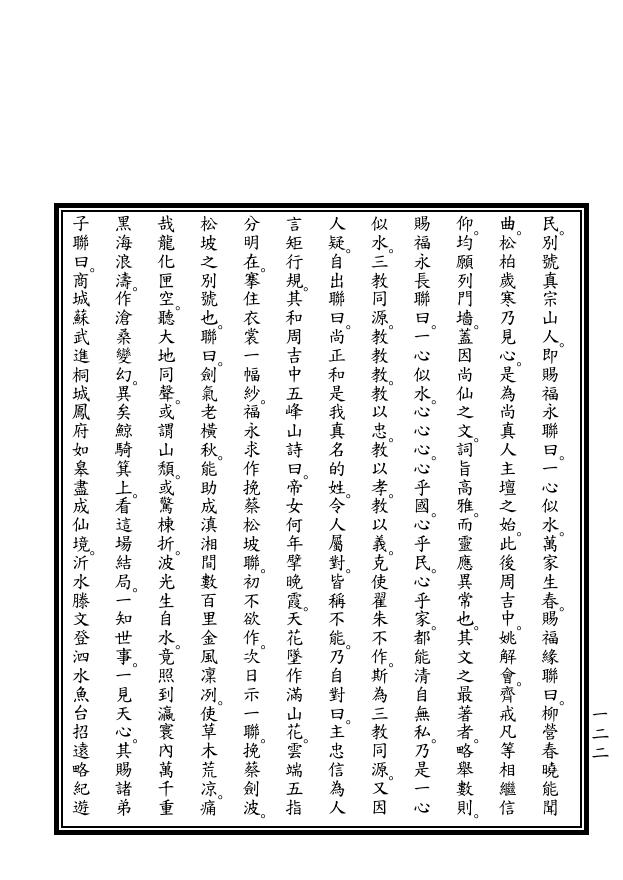 民。別號真宗山人。即賜福永聯曰。一心似水。萬家生春。賜福緣聯曰。柳營春曉能聞
曲。松柏歲寒乃見心。是為尚真人主壇之始。此後周吉中。姚解會。齊戒凡等相繼信
仰。均願列門墻。蓋因尚仙之文。詞旨高雅。而靈應異常也。其文之最著者。略舉數則。
賜福永長聯曰。一心似水。心心心。心乎國。心乎民。心乎家。都能清自無私。乃是一心
似水。三教同源。教教教。教以忠。教以孝。教以義。克使翟朱不作。斯為三教同源。又因
人疑。自出聯曰。尚正和是我真名的姓。令人屬對。皆稱不能。乃自對曰。主忠信為人
言矩行規。其和周吉中五峰山詩曰。帝女何年擘晚霞。天花墜作滿山花。雲端五指
分明在。搴住衣裳一幅紗。福永求作挽蔡松坡聯。初不欲作。次日示一聯。挽蔡劍波。
松坡之別號也。聯曰。劍氣老橫秋。能助成滇湘間數百里金風凜冽。使草木荒凉。痛
哉龍化匣空。聽大地同聲。或謂山頹。或驚棟折。波光生自水。竟照到瀛寰內萬千重
黑海浪濤。作滄桑變幻。異矣鯨騎箕上。看這場結局。一知世事。一見天心。其賜諸弟
子聯曰。商城蘇武進桐城鳳府如皋盡成仙境。沂水滕文登泗水魚台招遠略紀遊
一二二